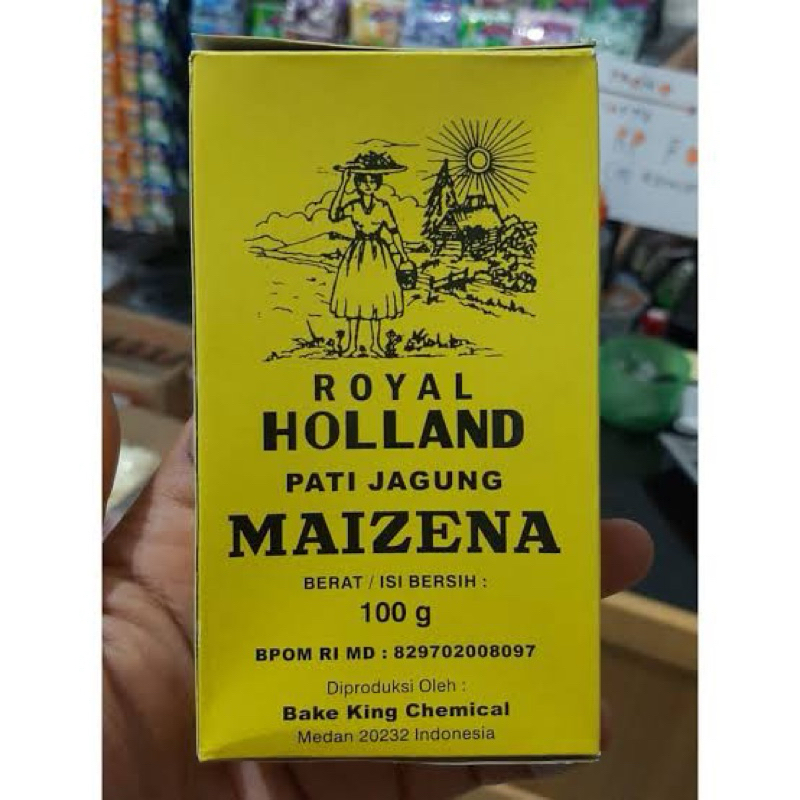 ROYAL
HOLLAND
PATI JAGUNG
MAIZENA
BERAT / ISI BERSIH :
100 g
BPOM RI MD : 829702008097
Diproduksi Oleh :
Bake King Chemical
Medan 20232 Indonesia